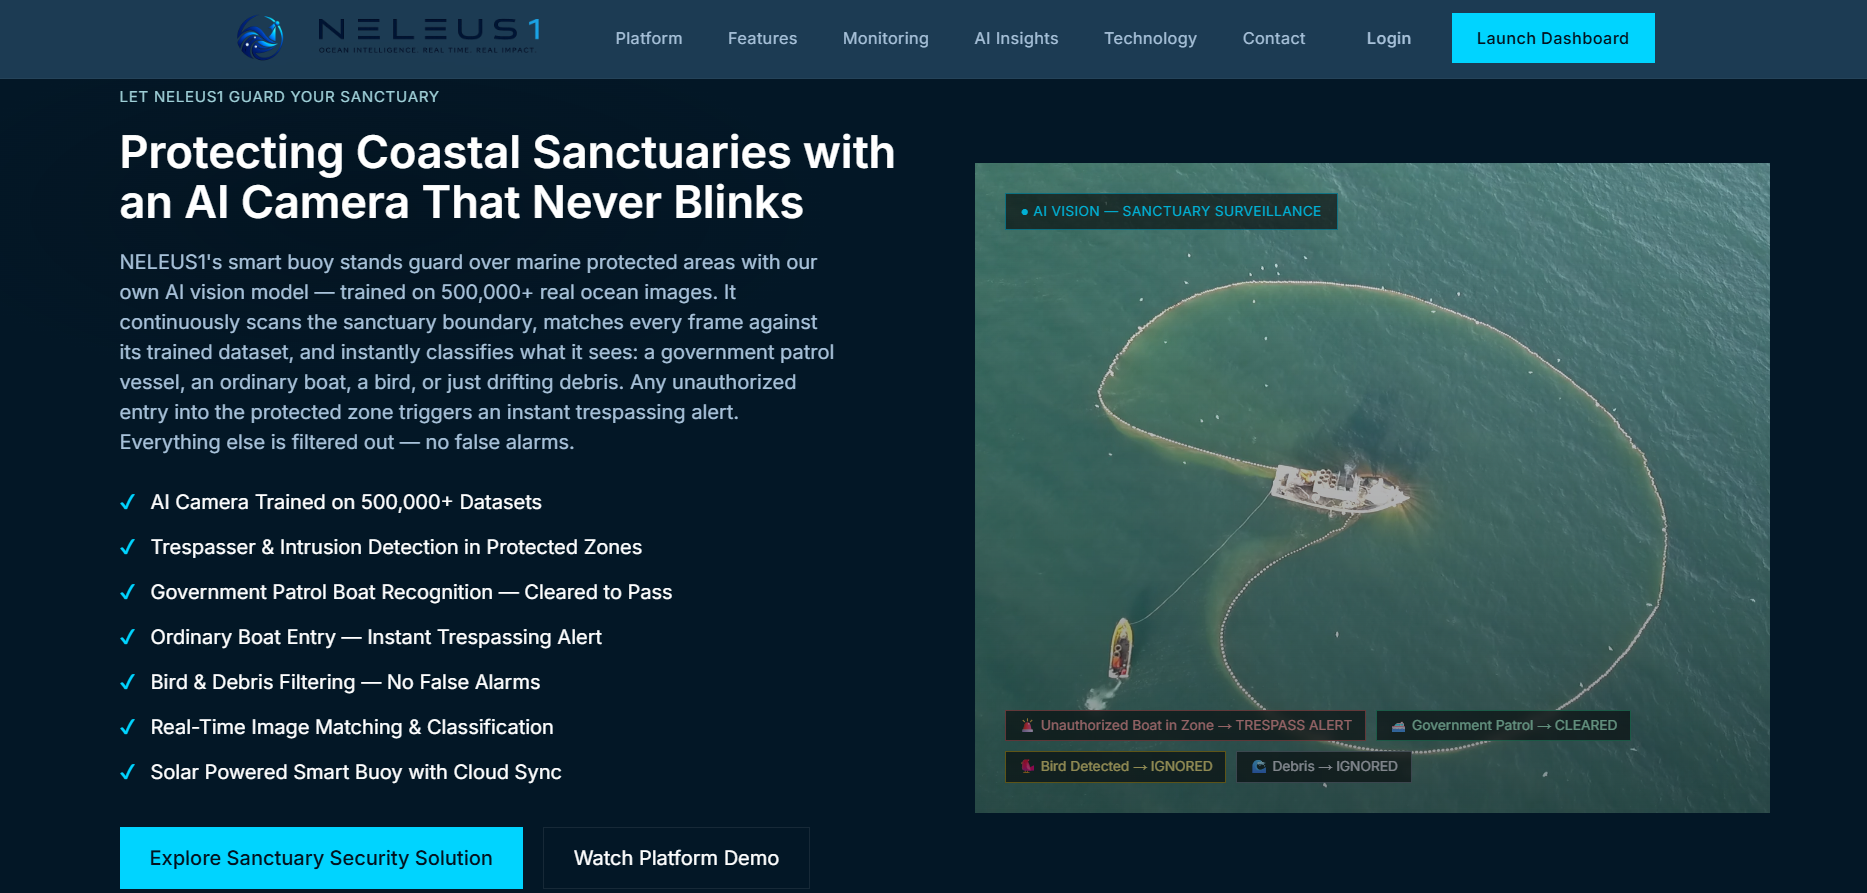 NELEUS1
OCEAN INTELLIGENCE. REAL TIME. REAL IMPACT.
Platform
Features
Monitoring
AI Insights
Technology
Contact
Login
Launch Dashboard
LET NELEUS1 GUARD YOUR SANCTUARY
Protecting Coastal Sanctuaries with
an AI Camera That Never Blinks
NELEUS1's smart buoy stands guard over marine protected areas with our
own AI vision model — trained on 500,000+ real ocean images. It
continuously scans the sanctuary boundary, matches every frame against
its trained dataset, and instantly classifies what it sees: a government patrol
vessel, an ordinary boat, a bird, or just drifting debris. Any unauthorized
entry into the protected zone triggers an instant trespassing alert.
Everything else is filtered out — no false alarms.
✓ AI Camera Trained on 500,000+ Datasets
✓ Trespasser & Intrusion Detection in Protected Zones
✓ Government Patrol Boat Recognition — Cleared to Pass
✓ Ordinary Boat Entry — Instant Trespassing Alert
✓ Bird & Debris Filtering — No False Alarms
✓ Real-Time Image Matching & Classification
✓ Solar Powered Smart Buoy with Cloud Sync
Explore Sanctuary Security Solution
Watch Platform Demo
● AI VISION — SANCTUARY SURVEILLANCE
Unauthorized Boat in Zone → TRESPASS ALERT
Government Patrol → CLEARED
Bird Detected → IGNORED
Debris → IGNORED